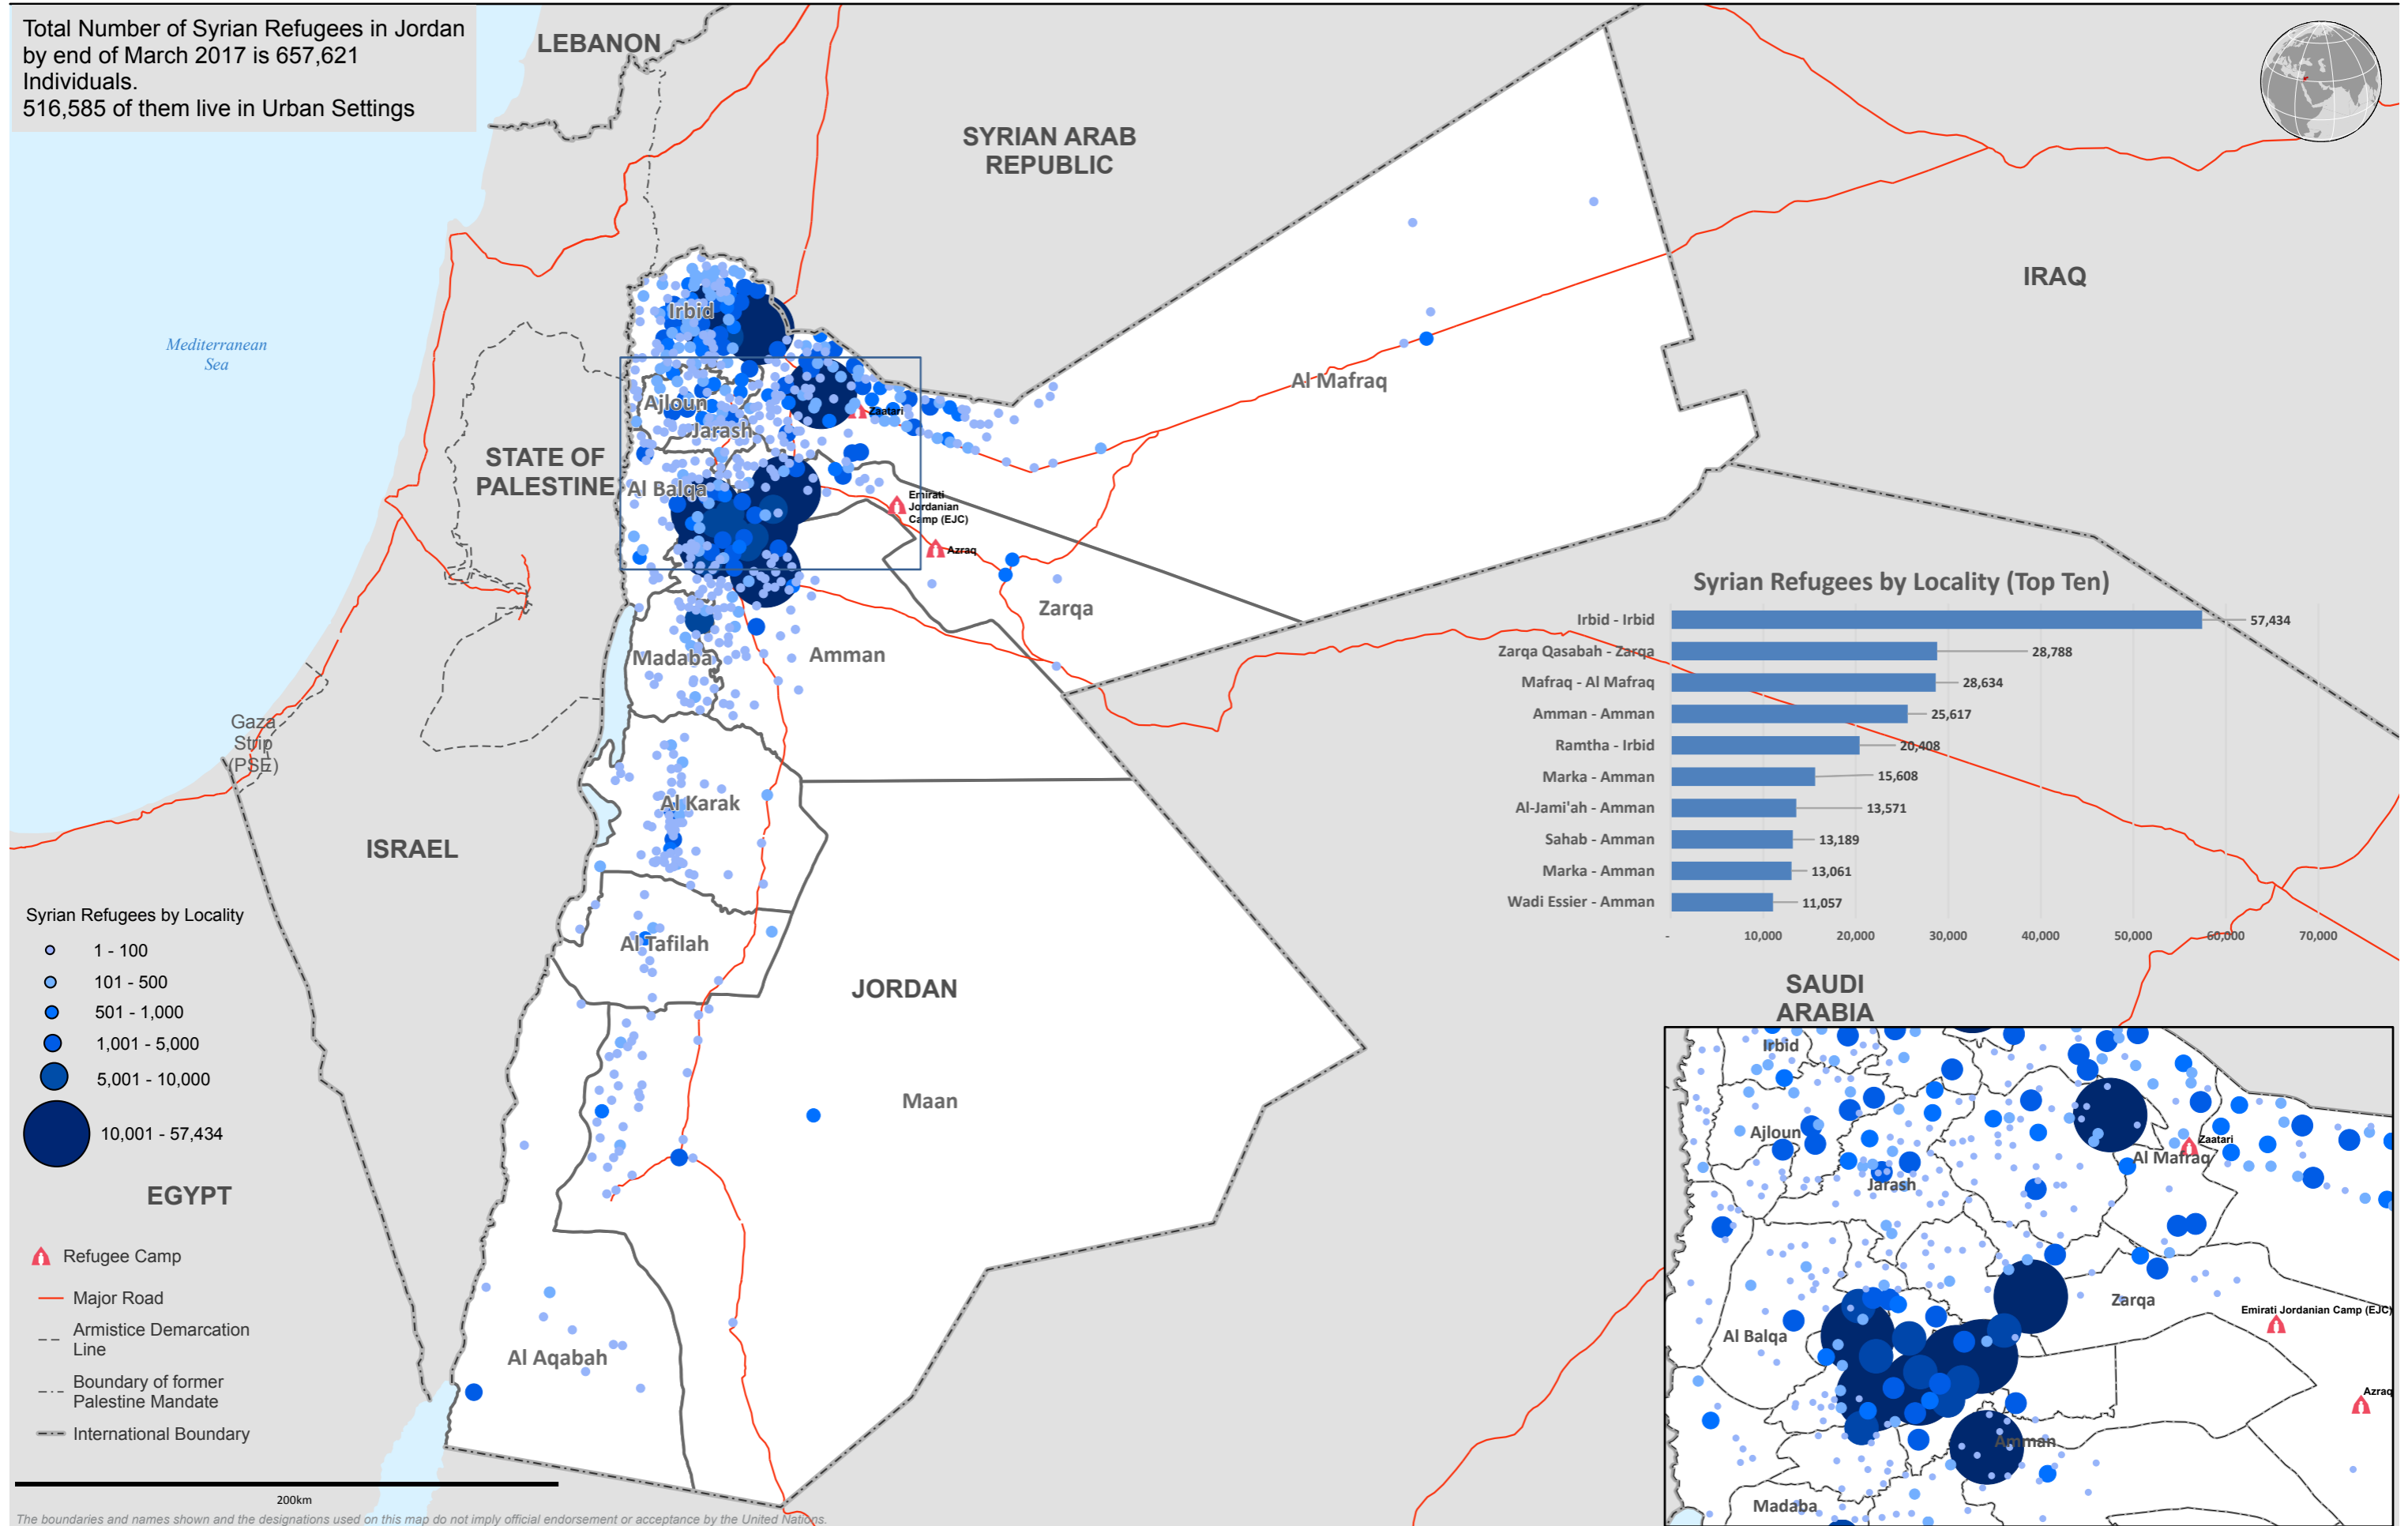 Total Number of Syrian Refugees in Jordan
by end of March 2017 is 657,621
Individuals.
516,585 of them live in Urban Settings
LEBANON
SYRIAN ARAB
REPUBLIC
IRAQ
Mediterranean
Sea
Irbid
Ajloun
Jarash
Zaatari
Al Mafraq
STATE OF
PALESTINE
Al Balqa
Emirati
Jordanian
Camp (EJC)
Azraq
Zarqa
Madaba
Amman
Gaza
Strip
(PSE)
Al Karak
ISRAEL
Al Tafilah
JORDAN
Maan
Al Aqabah
EGYPT
SAUDI
ARABIA
Syrian Refugees by Locality (Top Ten)
Irbid - Irbid 57,434
Zarqa Qasabah - Zarqa 28,788
Mafraq - Al Mafraq 28,634
Amman - Amman 25,617
Ramtha - Irbid 20,408
Marka - Amman 15,608
Al-Jami'ah - Amman 13,571
Sahab - Amman 13,189
Marka - Amman 13,061
Wadi Essier - Amman 11,057
- 10,000 20,000 30,000 40,000 50,000 60,000 70,000
Syrian Refugees by Locality
1 - 100
101 - 500
501 - 1,000
1,001 - 5,000
5,001 - 10,000
10,001 - 57,434
Refugee Camp
Major Road
Armistice Demarcation
Line
Boundary of former
Palestine Mandate
International Boundary
200km
The boundaries and names shown and the designations used on this map do not imply official endorsement or acceptance by the United Nations.
Irbid
Ajloun
Zaatari
Al Mafraq
Jarash
Zarqa
Emirati Jordanian Camp (EJC)
Al Balqa
Azraq
Amman
Madaba